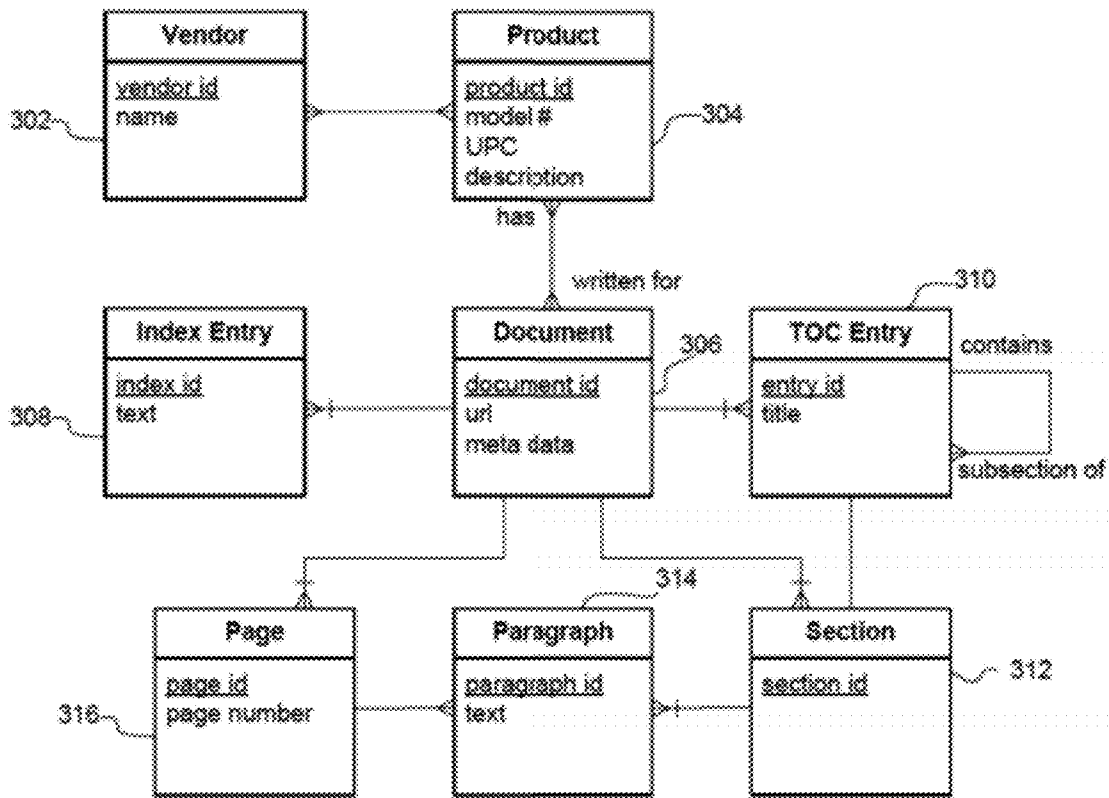 Vendor
vendor id
name
302
Product
product id
model #
UPC
description
304
has
written for
Index Entry
index id
text
308
Document
document id
url
meta data
306
TOC Entry
entry id
title
310
contains
subsection of
Page
page id
page number
316
Paragraph
paragraph id
text
314
Section
section id
312